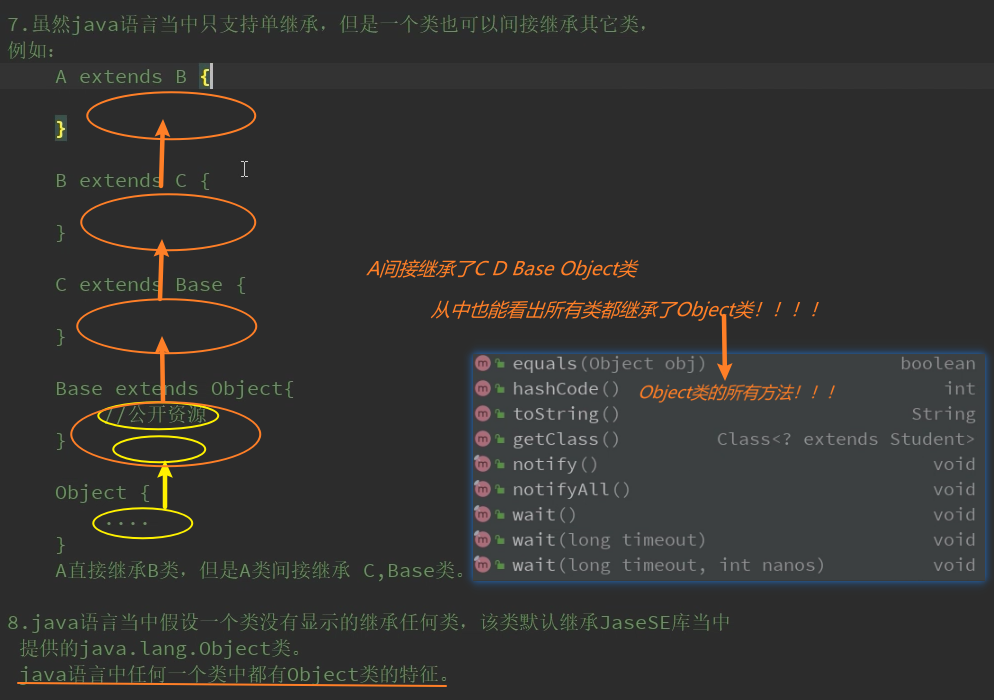 7.虽然java语言当中只支持单继承，但是一个类也可以间接继承其它类，
例如：
A extends B {
}
B extends C {
}
C extends Base {
}
Base extends Object{
//公开资源
}
Object {
....
}
A直接继承B类，但是A类间接继承 C,Base类。
A间接继承了C D Base Object类
从中也能看出所有类都继承了Object类！！！！
equals(Object obj) boolean
hashCode() int
Object类的所有方法！！！
toString() String
getClass() Class<? extends Student>
notify() void
notifyAll() void
wait() void
wait(long timeout) void
wait(long timeout, int nanos) void
8.java语言当中假设一个类没有显示的继承任何类，该类默认继承JaseSE库当中
提供的java.lang.Object类。
java语言中任何一个类中都有Object类的特征。